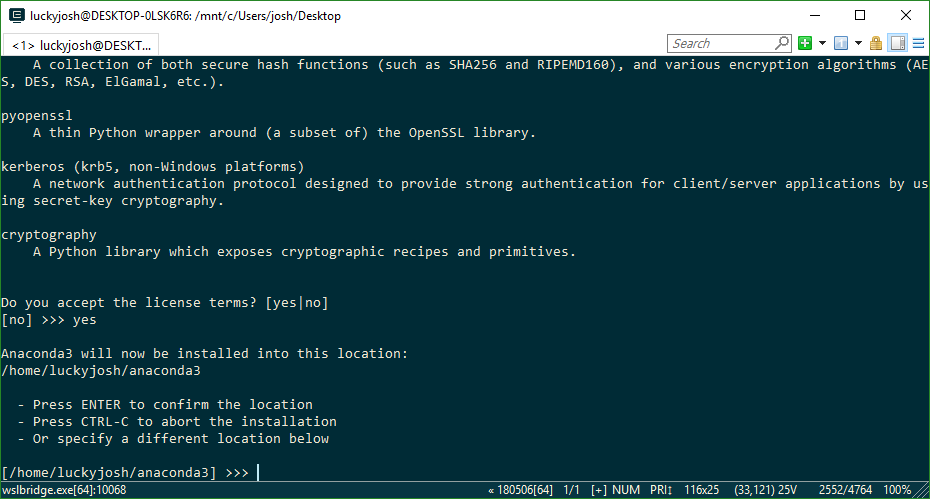 luckyjosh@DESKTOP-0LSK6R6: /mnt/c/Users/josh/Desktop
<1> luckyjosh@DESKT...
Search
A collection of both secure hash functions (such as SHA256 and RIPEMD160), and various encryption algorithms (AE
S, DES, RSA, ElGamal, etc.).
pyopenssl
A thin Python wrapper around (a subset of) the OpenSSL library.
kerberos (krb5, non-Windows platforms)
A network authentication protocol designed to provide strong authentication for client/server applications by us
ing secret-key cryptography.
cryptography
A Python library which exposes cryptographic recipes and primitives.
Do you accept the license terms? [yes|no]
[no] >>> yes
Anaconda3 will now be installed into this location:
/home/luckyjosh/anaconda3
- Press ENTER to confirm the location
- Press CTRL-C to abort the installation
- Or specify a different location below
[/home/luckyjosh/anaconda3] >>>
wslbridge.exe[64]:10068 « 180506[64] 1/1 [+] NUM PRI↕ 116x25 (33,121) 25V 2552/4764 100%